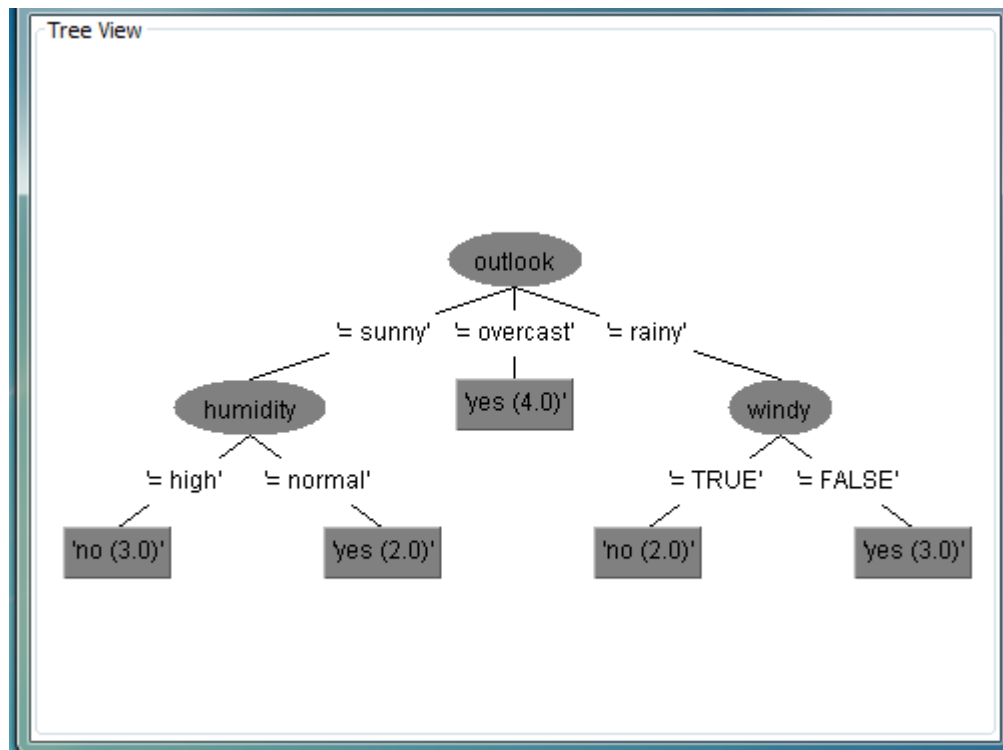 Tree View
outlook
'= sunny' '= overcast' '= rainy'
humidity 'yes (4.0)' windy
'= high' '= normal' '= TRUE' '= FALSE'
'no (3.0)' 'yes (2.0)' 'no (2.0)' 'yes (3.0)'